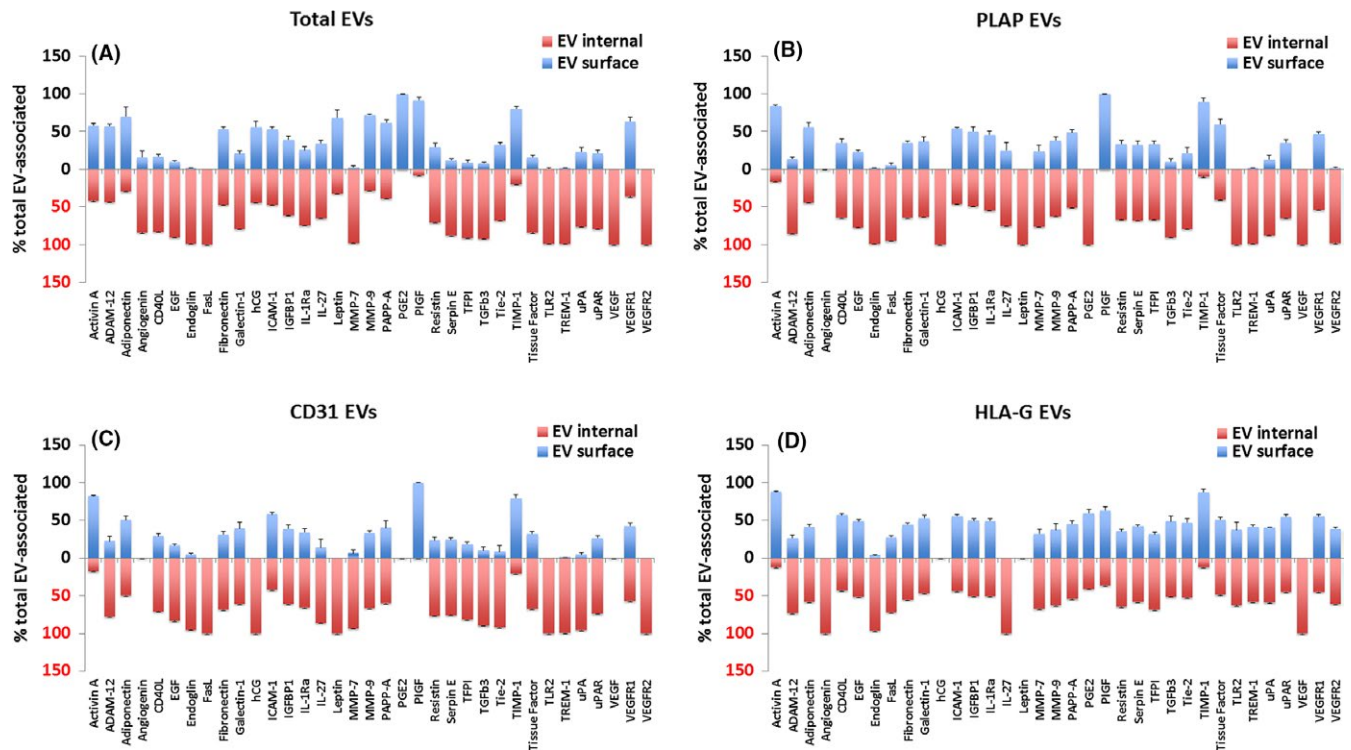 Total EVs
(A)
EV internal
EV surface
% total EV-associated
150
100
50
0
50
100
150
Activin A
ADAM-12
Adiponectin
Angiogenin
CD40L
EGF
Endoglin
FasL
Fibronectin
Galectin-1
hCG
ICAM-1
IGFBP1
IL-1Ra
IL-27
Leptin
MMP-7
MMP-9
PAPP-A
PGE2
PlGF
Resistin
Serpin E
TFPI
TGFb3
Tie-2
TIMP-1
Tissue Factor
TLR2
TREM-1
uPA
uPAR
VEGF
VEGFR1
VEGFR2
PLAP EVs
(B)
EV internal
EV surface
% total EV-associated
150
100
50
0
50
100
150
Activin A
ADAM-12
Adiponectin
Angiogenin
CD40L
EGF
Endoglin
FasL
Fibronectin
Galectin-1
hCG
ICAM-1
IGFBP1
IL-1Ra
IL-27
Leptin
MMP-7
MMP-9
PAPP-A
PGE2
PlGF
Resistin
Serpin E
TFPI
TGFb3
Tie-2
TIMP-1
Tissue Factor
TLR2
TREM-1
uPA
uPAR
VEGF
VEGFR1
VEGFR2
CD31 EVs
(C)
EV internal
EV surface
% total EV-associated
150
100
50
0
50
100
150
Activin A
ADAM-12
Adiponectin
Angiogenin
CD40L
EGF
Endoglin
FasL
Fibronectin
Galectin-1
hCG
ICAM-1
IGFBP1
IL-1Ra
IL-27
Leptin
MMP-7
MMP-9
PAPP-A
PGE2
PlGF
Resistin
Serpin E
TFPI
TGFb3
Tie-2
TIMP-1
Tissue Factor
TLR2
TREM-1
uPA
uPAR
VEGF
VEGFR1
VEGFR2
HLA-G EVs
(D)
EV internal
EV surface
% total EV-associated
150
100
50
0
50
100
150
Activin A
ADAM-12
Adiponectin
Angiogenin
CD40L
EGF
Endoglin
FasL
Fibronectin
Galectin-1
hCG
ICAM-1
IGFBP1
IL-1Ra
IL-27
Leptin
MMP-7
MMP-9
PAPP-A
PGE2
PlGF
Resistin
Serpin E
TFPI
TGFb3
Tie-2
TIMP-1
Tissue Factor
TLR2
TREM-1
uPA
uPAR
VEGF
VEGFR1
VEGFR2